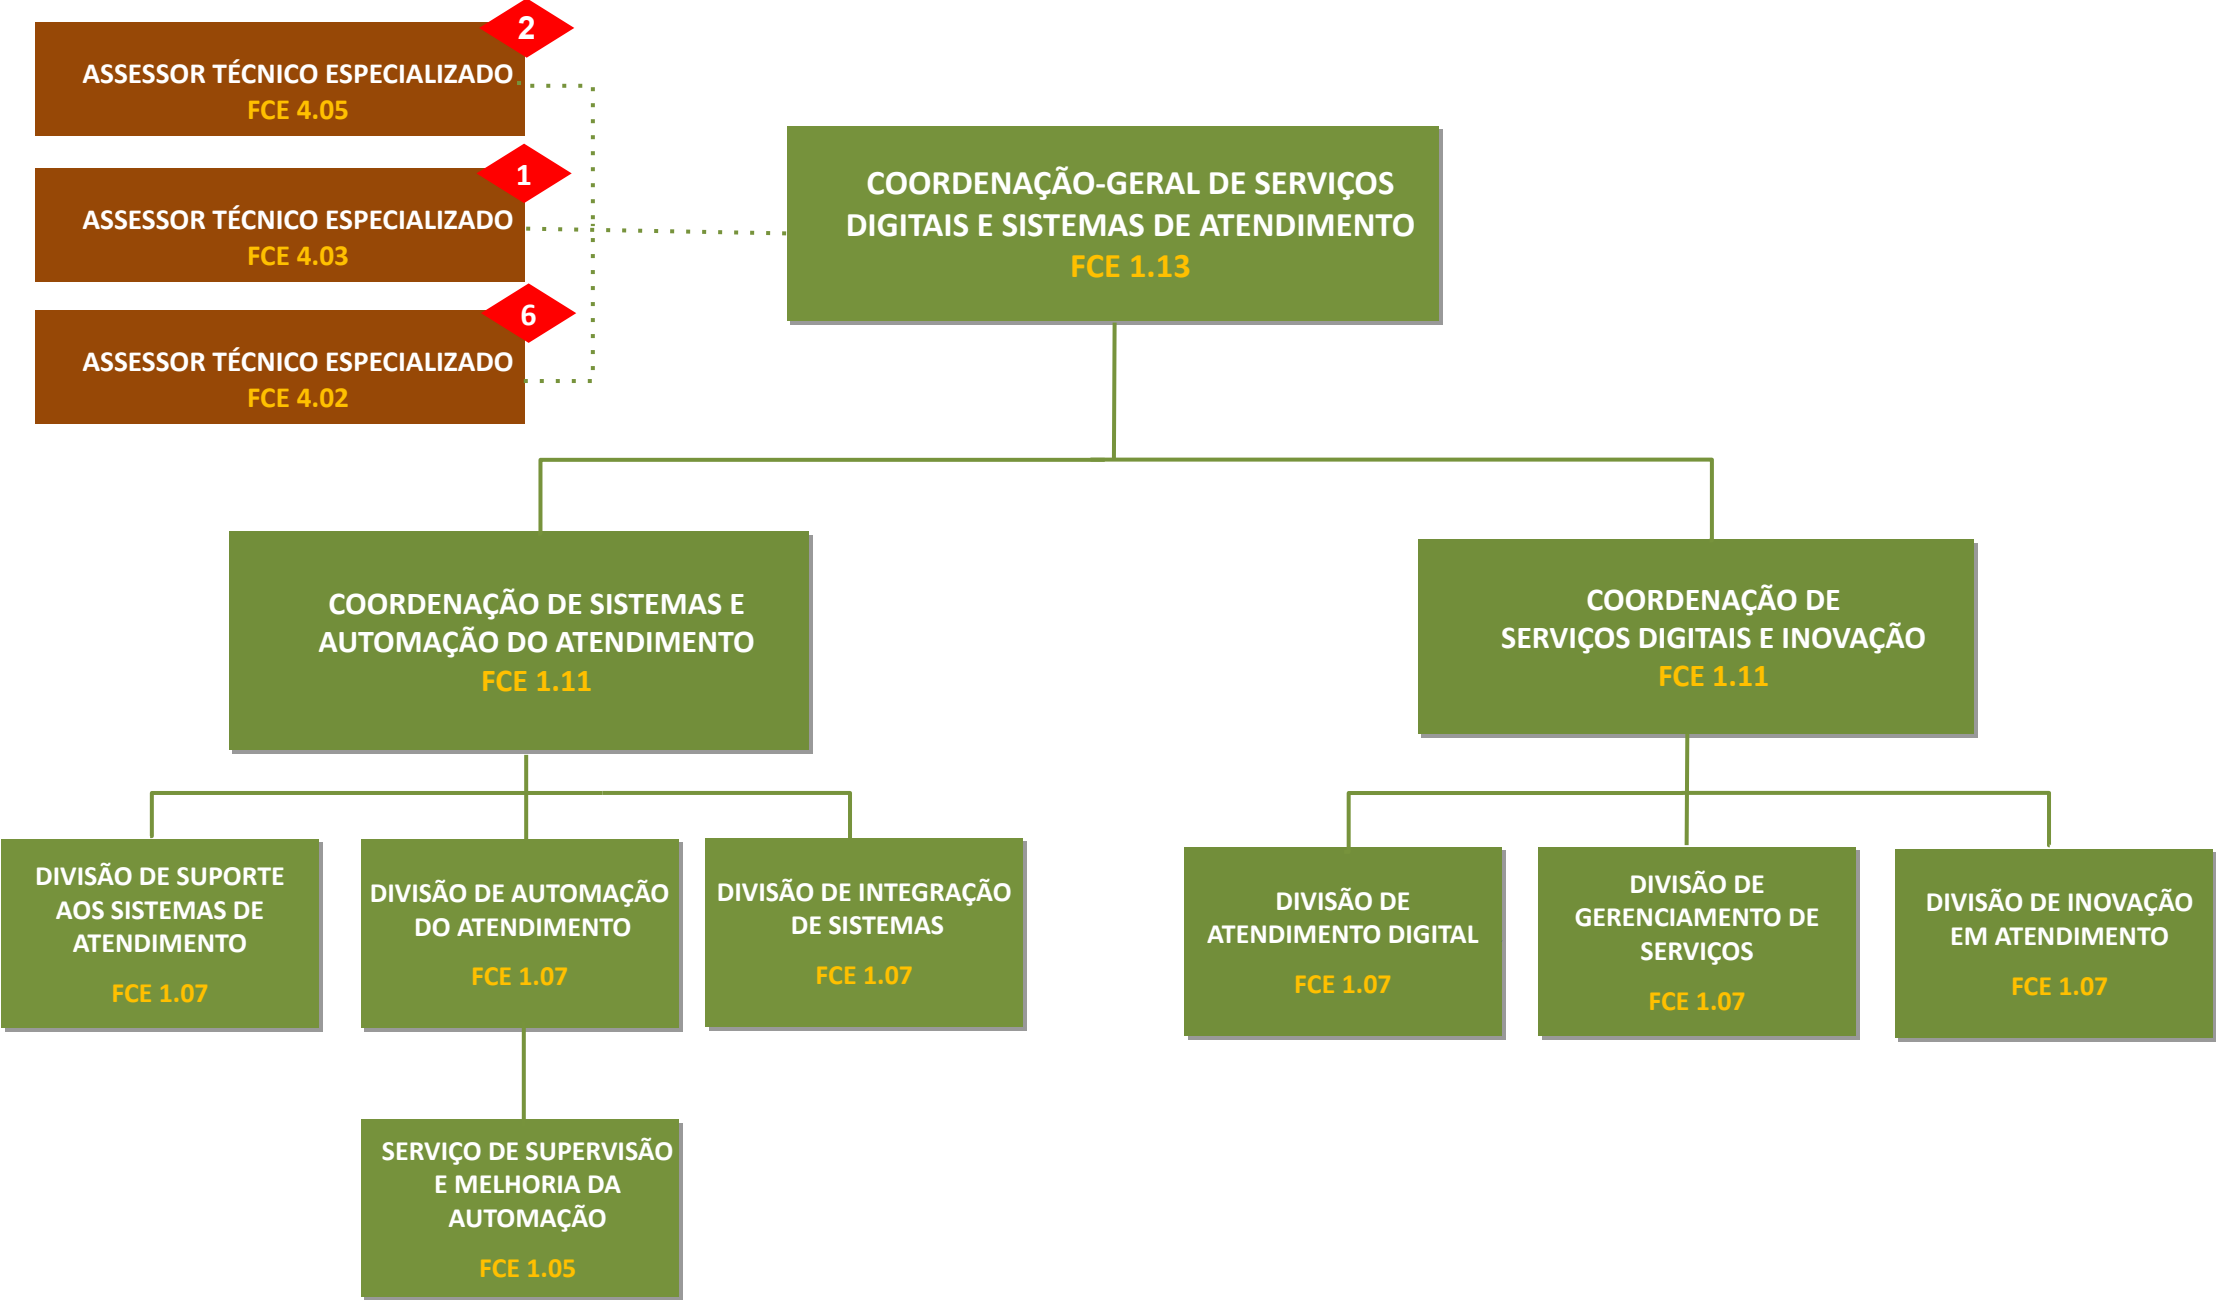 2
ASSESSOR TÉCNICO ESPECIALIZADO
FCE 4.05
1
ASSESSOR TÉCNICO ESPECIALIZADO
FCE 4.03
6
ASSESSOR TÉCNICO ESPECIALIZADO
FCE 4.02
COORDENAÇÃO-GERAL DE SERVIÇOS
DIGITAIS E SISTEMAS DE ATENDIMENTO
FCE 1.13
COORDENAÇÃO DE SISTEMAS E
AUTOMAÇÃO DO ATENDIMENTO
FCE 1.11
COORDENAÇÃO DE
SERVIÇOS DIGITAIS E INOVAÇÃO
FCE 1.11
DIVISÃO DE SUPORTE
AOS SISTEMAS DE
ATENDIMENTO
FCE 1.07
DIVISÃO DE AUTOMAÇÃO
DO ATENDIMENTO
FCE 1.07
DIVISÃO DE INTEGRAÇÃO
DE SISTEMAS
FCE 1.07
DIVISÃO DE
ATENDIMENTO DIGITAL
FCE 1.07
DIVISÃO DE
GERENCIAMENTO DE
SERVIÇOS
FCE 1.07
DIVISÃO DE INOVAÇÃO
EM ATENDIMENTO
FCE 1.07
SERVIÇO DE SUPERVISÃO
E MELHORIA DA
AUTOMAÇÃO
FCE 1.05